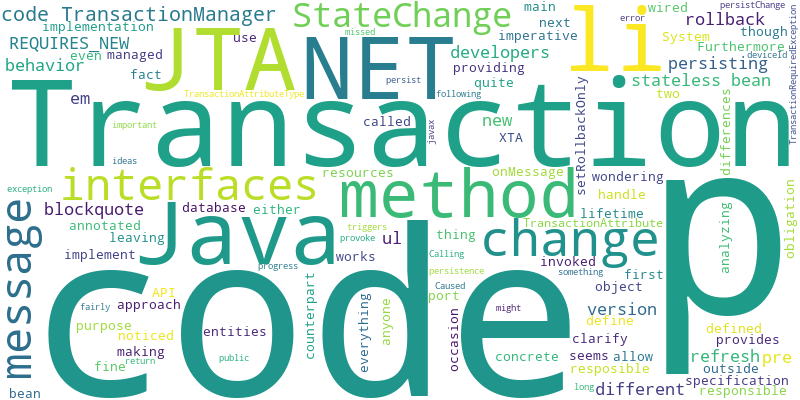 code TransactionManager
StateChange
main
wired
persistChange
implementation
next
error
rollback
REQUIRES_NEW
JTA
NET
missed
imperative
li
System
though
even
managed
use
developers
Furthermore
deviceId
behavior
fact
persist
providing
persisting
TransactionRequiredException
em
TransactionAttributeType
following
quite
stateless bean
Transaction
two
important
called
javax
new
XTA
setRollbackOnly
differences
ideas
exception
interfaces
resources
method
onMessage
wondering
handle
obligation
p
message
blockquote
database
either
lifetime
annotated
Java
triggers
ul
thing
TransactionAttribute
change
invoked
analyzing
leaving
provoke
Calling
first
implement
works
persistence
something
object
code
progress
counterpart
everything
anyone
Caused
occasion
port
might
version
API
define
defined
approach
purpose
noticed
entities
clarify
provides
making
fine
return
public
concrete
seems
allow
refresh
pre
fairly
resposible
outside
specification
bean
long
different
responsible